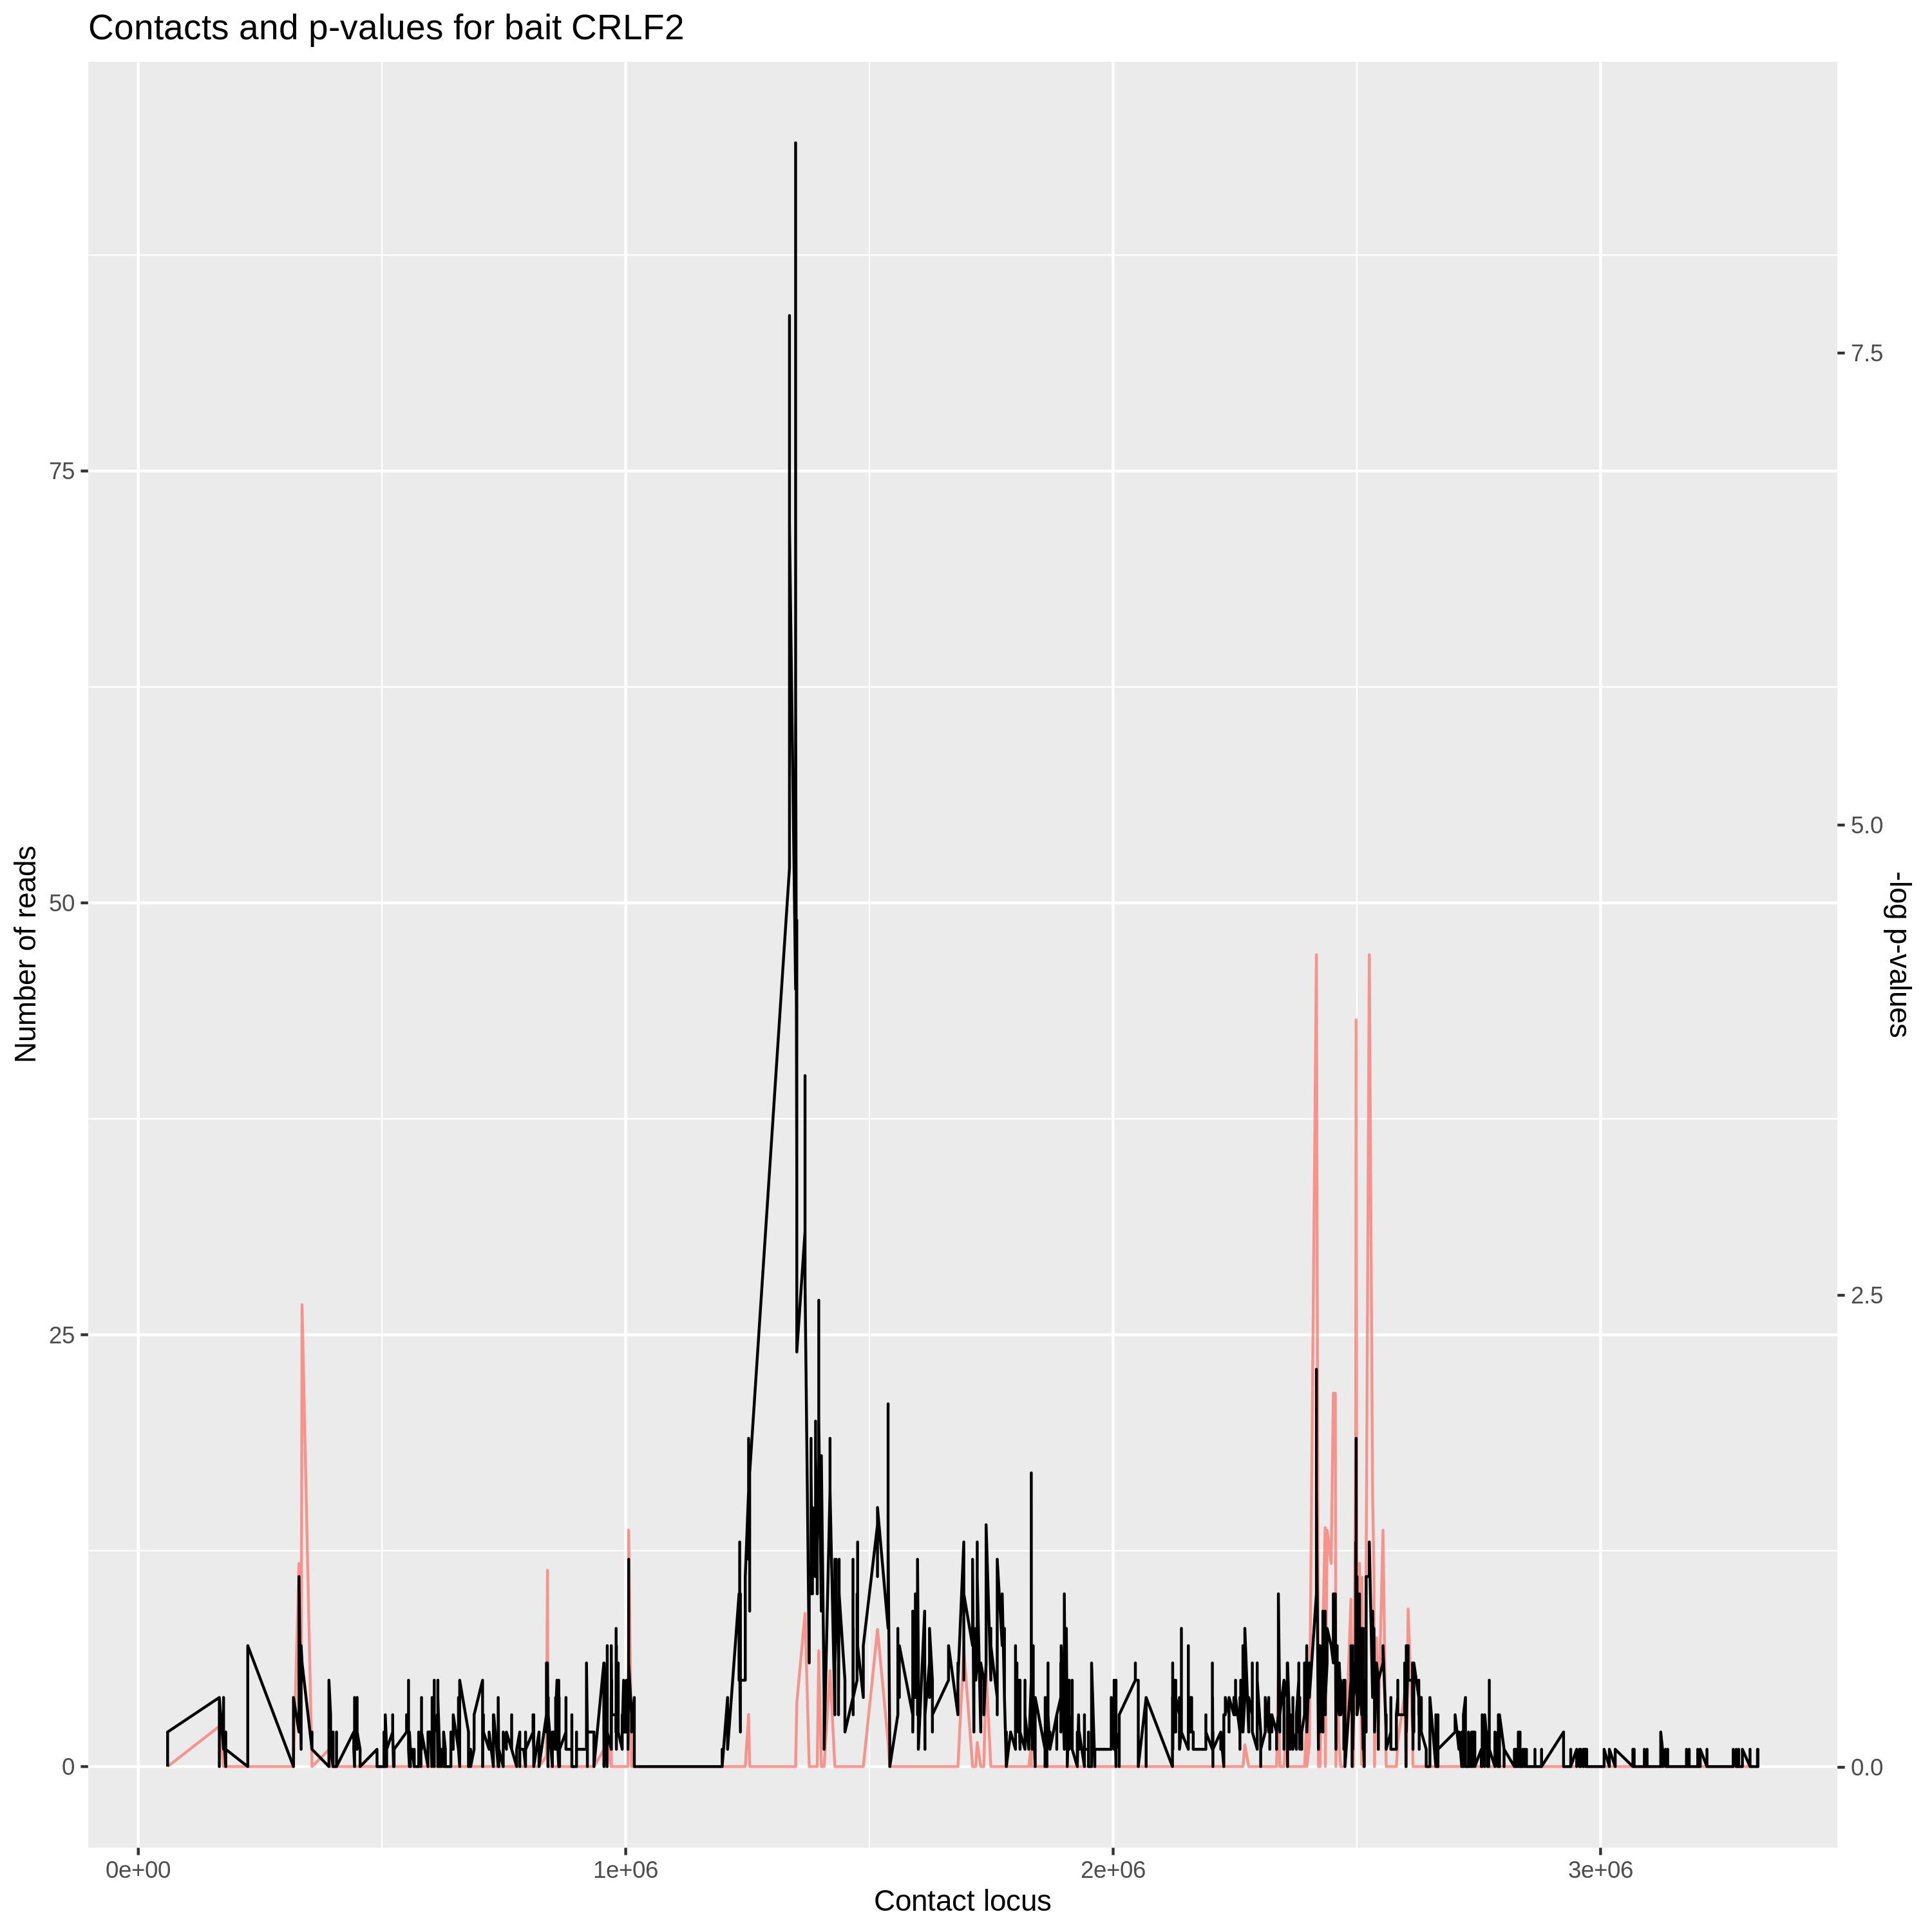 Contacts and p-values for bait CRLF2
75
50
25
0
Number of reads
7.5
5.0
2.5
0.0
-log p-values
0e+00
1e+06
2e+06
3e+06
Contact locus